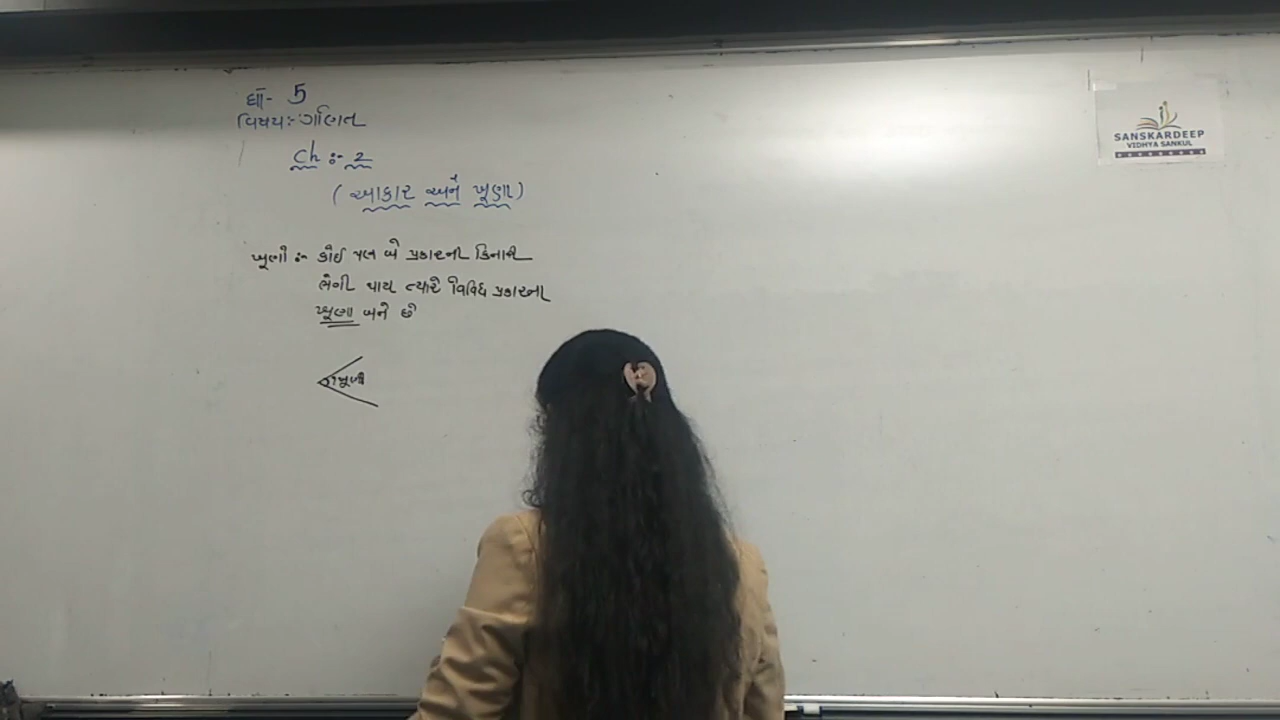 ધો- 5
વિષય:- ગણિત
Ch :- 2
( આકાર અને ખૂણા )
ખૂણો :- કોઈ પણ બે પ્રકારની કિનારી
ભેગી થાય ત્યારે વિવિધ પ્રકારના
ખૂણા બને છે
ખૂણો
SANSKARDEEP
VIDHYA SANKUL